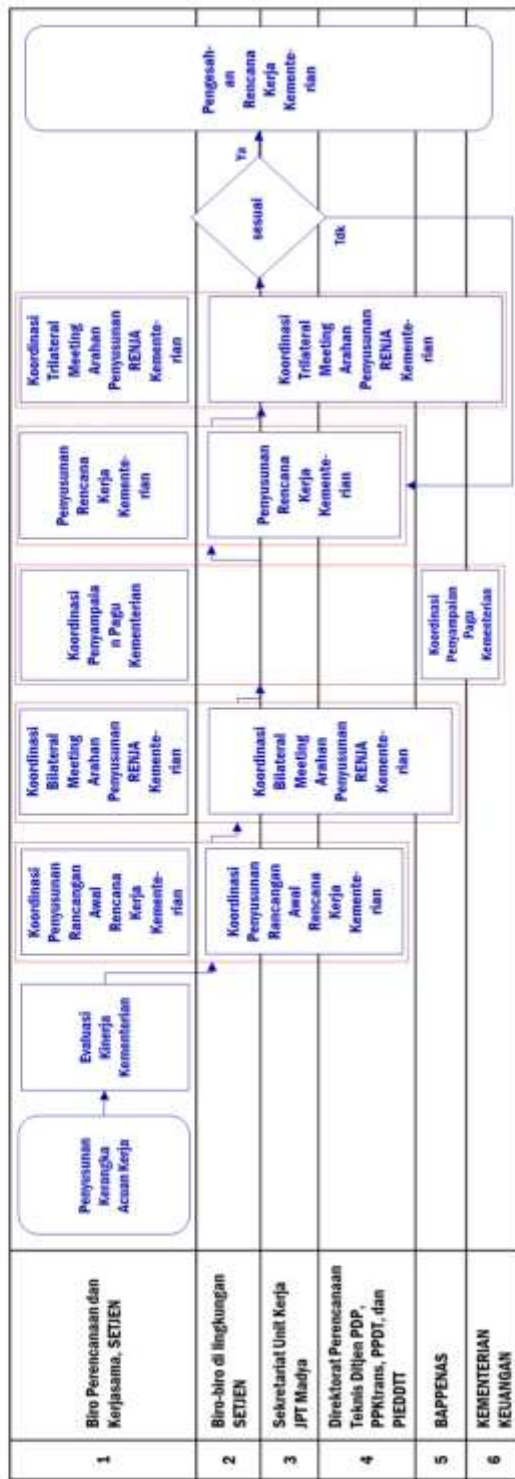 1
Biro Perencanaan dan
Kerjasama, SETJEN
2
Biro-biro di lingkungan
SETJEN
3
Sekretariat Unit Kerja
JPT Madya
4
Direktorat Perencanaan
Teknis Ditjen PDP,
PPKtrans, PPDT, dan
PIEDDTT
5
BAPPENAS
6
KEMENTERIAN
KEUANGAN
Penyusunan
Kerangka
Acuan Kerja
Evaluasi
Kinerja
Kementerian
Koordinasi
Penyusunan
Rancangan
Awal
Rencana
Kerja
Kemente-
rian
Koordinasi
Penyusunan
Rancangan
Awal
Rencana
Kerja
Kemente-
rian
Koordinasi
Bilateral
Meeting
Arahan
Penyusunan
RENJA
Kemente-
rian
Koordinasi
Bilateral
Meeting
Arahan
Penyusunan
RENJA
Kemente-
rian
Koordinasi
Penyampaia
n Pagu
Kementerian
Koordinasi
Penyampaian
Pagu
Kementerian
Penyusunan
Rencana
Kerja
Kemente-
rian
Penyusunan
Rencana
Kerja
Kemente-
rian
Koordinasi
Trilateral
Meeting
Arahan
Penyusunan
RENJA
Kemente-
rian
Koordinasi
Trilateral
Meeting
Arahan
Penyusunan
RENJA
Kemente-
rian
sesuai
Ya
Tdk
Pengesah-
an
Rencana
Kerja
Kemente-
rian